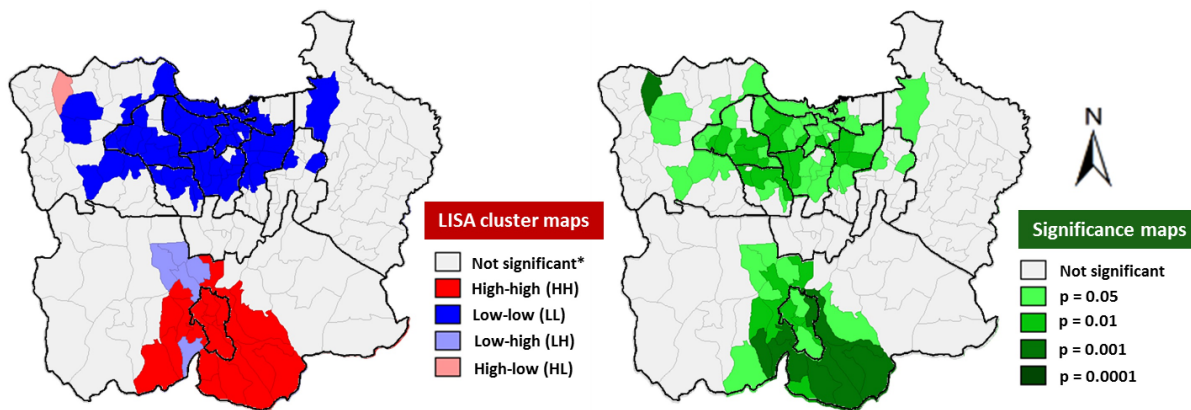 LISA cluster maps
Not significant*
High-high (HH)
Low-low (LL)
Low-high (LH)
High-low (HL)
N
Significance maps
Not significant
p = 0.05
p = 0.01
p = 0.001
p = 0.0001